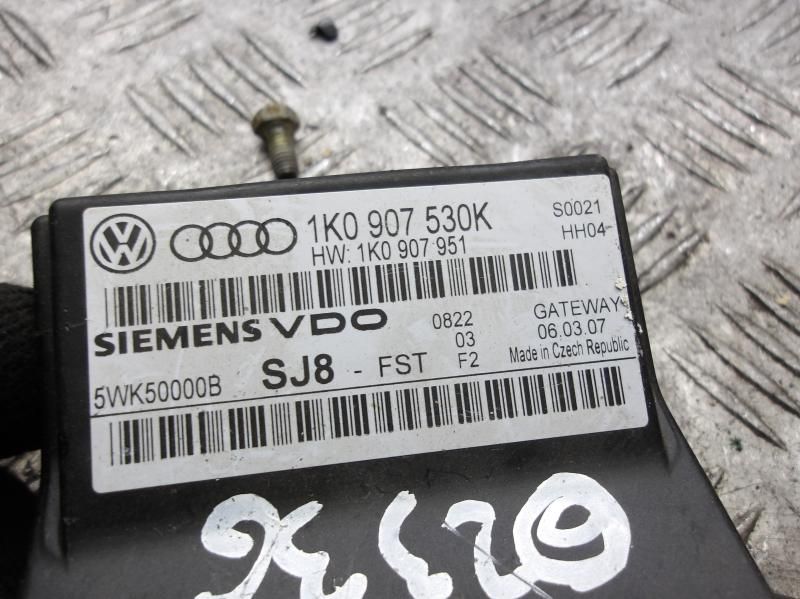 1K0 907 530K
HW: 1K0 907 951
S0021
HH04
SIEMENS VDO
0822
03
F2
GATEWAY
06.03.07
Made in Czech Republic
5WK50000B
SJ8 - FST